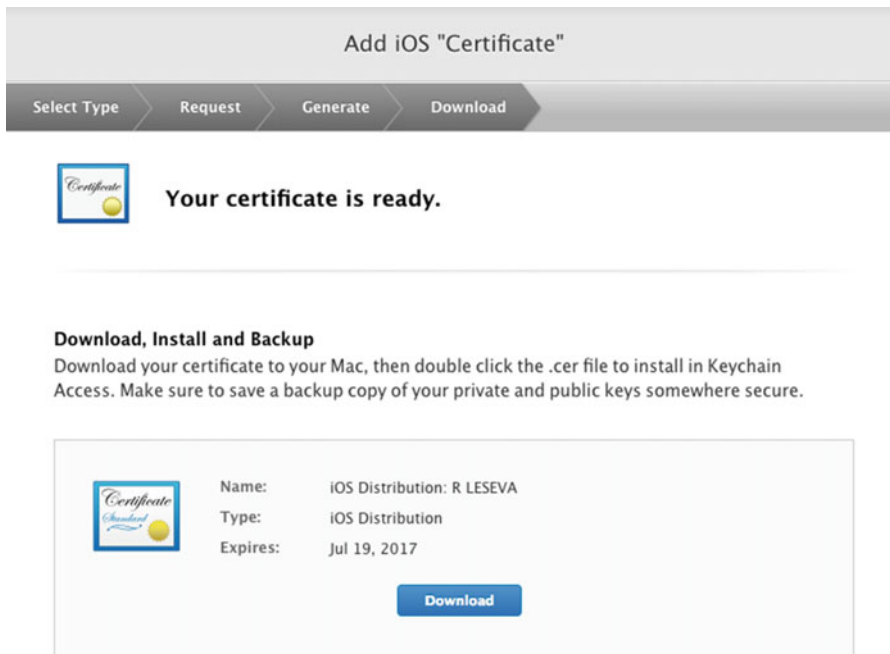 Add iOS "Certificate"
Select Type Request Generate Download
Certificate
Your certificate is ready.
Download, Install and Backup
Download your certificate to your Mac, then double click the .cer file to install in Keychain
Access. Make sure to save a backup copy of your private and public keys somewhere secure.
Certificate
Standard
Name: iOS Distribution: R LESEVA
Type: iOS Distribution
Expires: Jul 19, 2017
Download